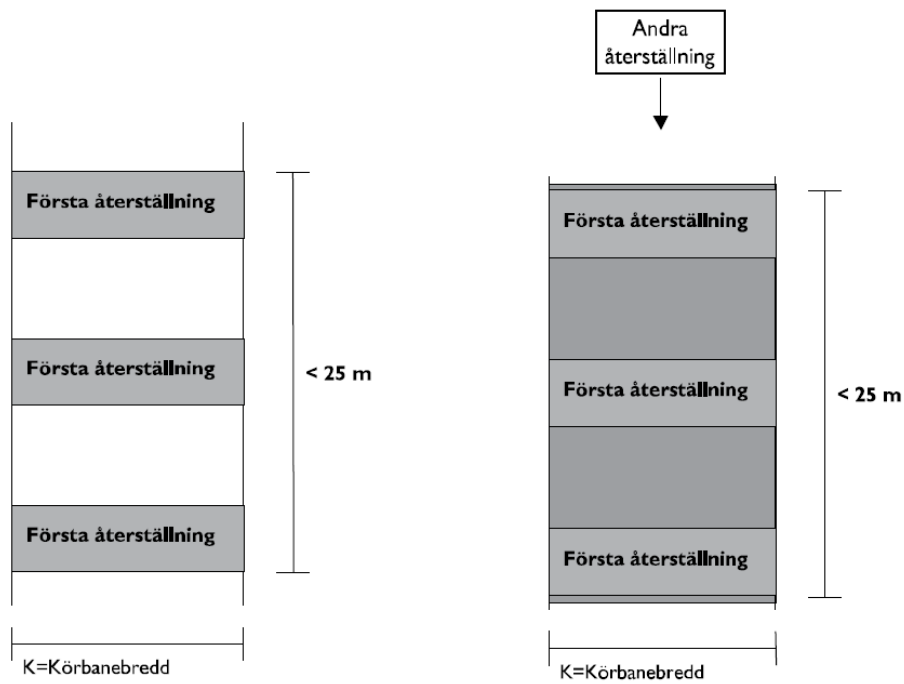 Andra
återställning
Första återställning
Första återställning
Första återställning
< 25 m
K=Körbanebredd
Första återställning
Första återställning
Första återställning
< 25 m
K=Körbanebredd